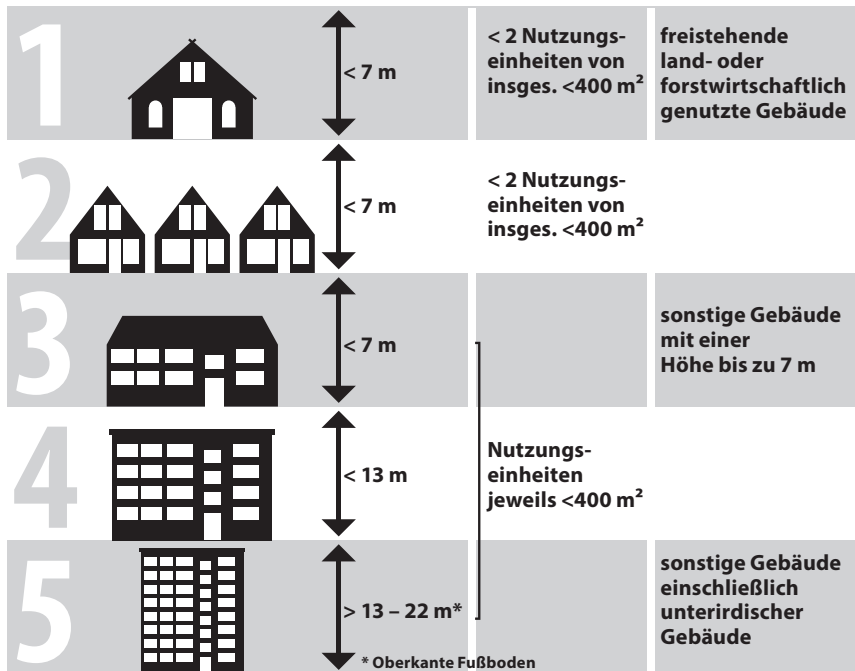 1
< 7 m
< 2 Nutzungs-
einheiten von
insges. <400 m²
freistehende
land- oder
forstwirtschaftlich
genutzte Gebäude
2
< 7 m
< 2 Nutzungs-
einheiten von
insges. <400 m²
3
< 7 m
sonstige Gebäude
mit einer
Höhe bis zu 7 m
4
< 13 m
Nutzungs-
einheiten
jeweils <400 m²
5
> 13 – 22 m*
* Oberkante Fußboden
sonstige Gebäude
einschließlich
unterirdischer
Gebäude